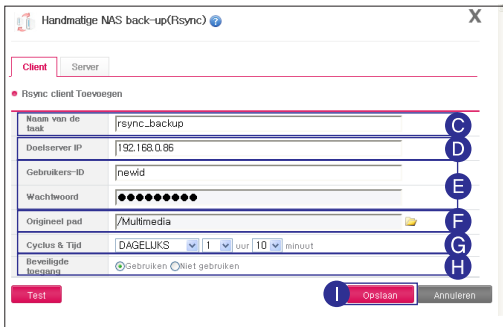 Handmatige NAS back-up(Rsync) ?
X
Client Server
Rsync client Toevoegen
Naam van de taak rsync_backup C
Doelserver IP 192.168.0.86 D
Gebruikers-ID newid
E
Wachtwoord ●●●●●●●●●
Origineel pad /Multimedia F
Cyclus & Tijd DAGELIJKS 1 uur 10 minuut G
Beveiligde toegang Gebruiken Niet gebruiken H
Test I Opslaan Annuleren